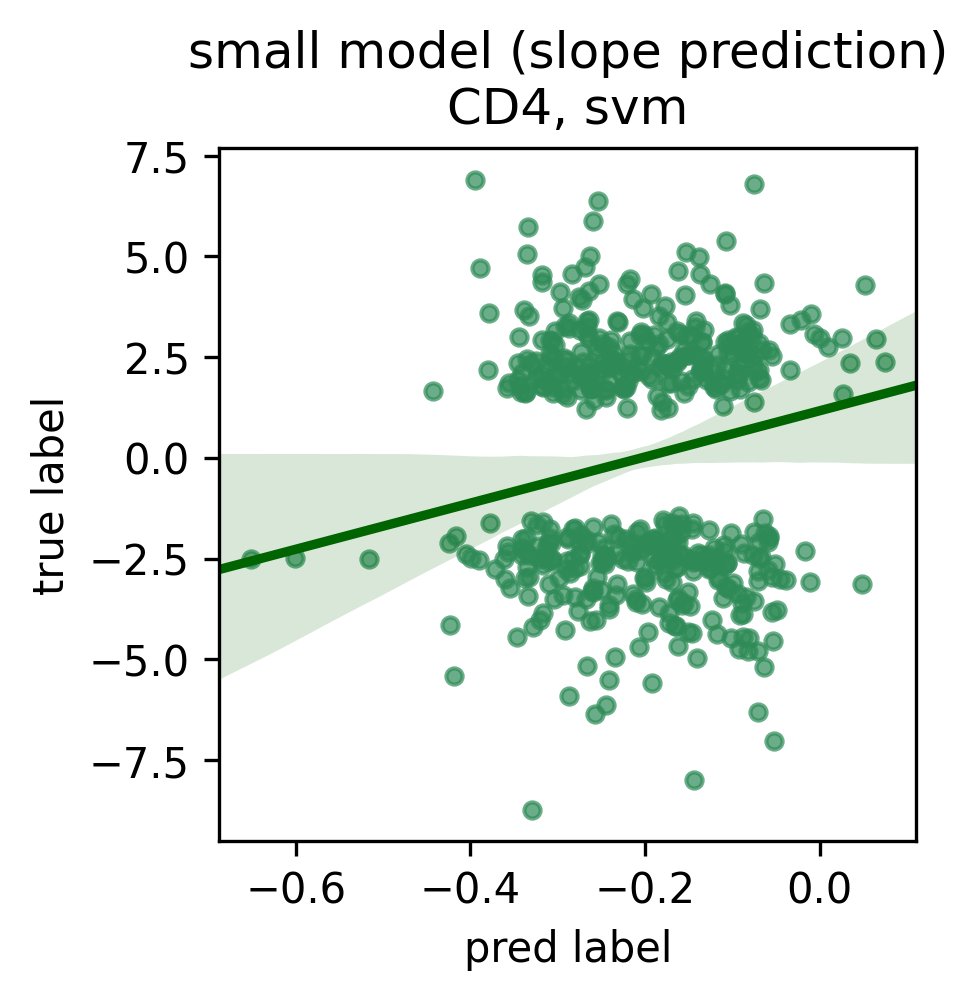 small model (slope prediction)
CD4, svm
7.5
5.0
2.5
0.0
−2.5
−5.0
−7.5
true label
−0.6
−0.4
−0.2
0.0
pred label